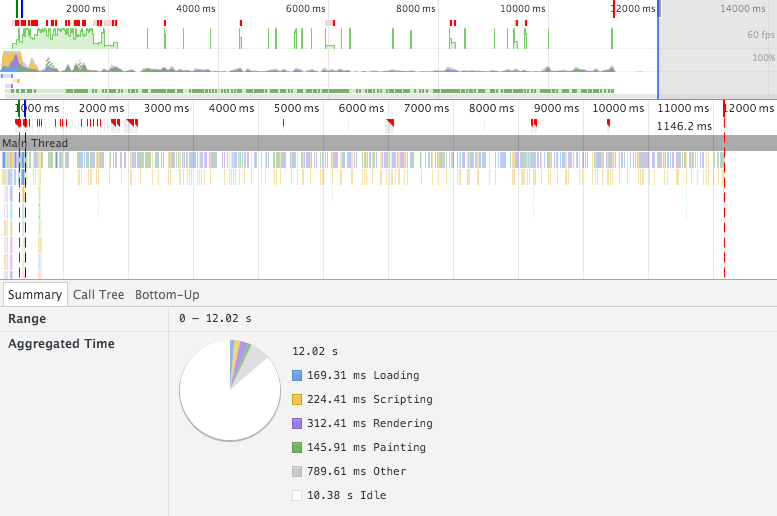 2000 ms 4000 ms 6000 ms 8000 ms 10000 ms 12000 ms 14000 ms
60 fps
100%
1000 ms 2000 ms 3000 ms 4000 ms 5000 ms 6000 ms 7000 ms 8000 ms 9000 ms 10000 ms 11000 ms 12000 ms
1146.2 ms
Main Thread
Summary Call Tree Bottom-Up
Range 0 – 12.02 s
Aggregated Time
12.02 s
169.31 ms Loading
224.41 ms Scripting
312.41 ms Rendering
145.91 ms Painting
789.61 ms Other
10.38 s Idle